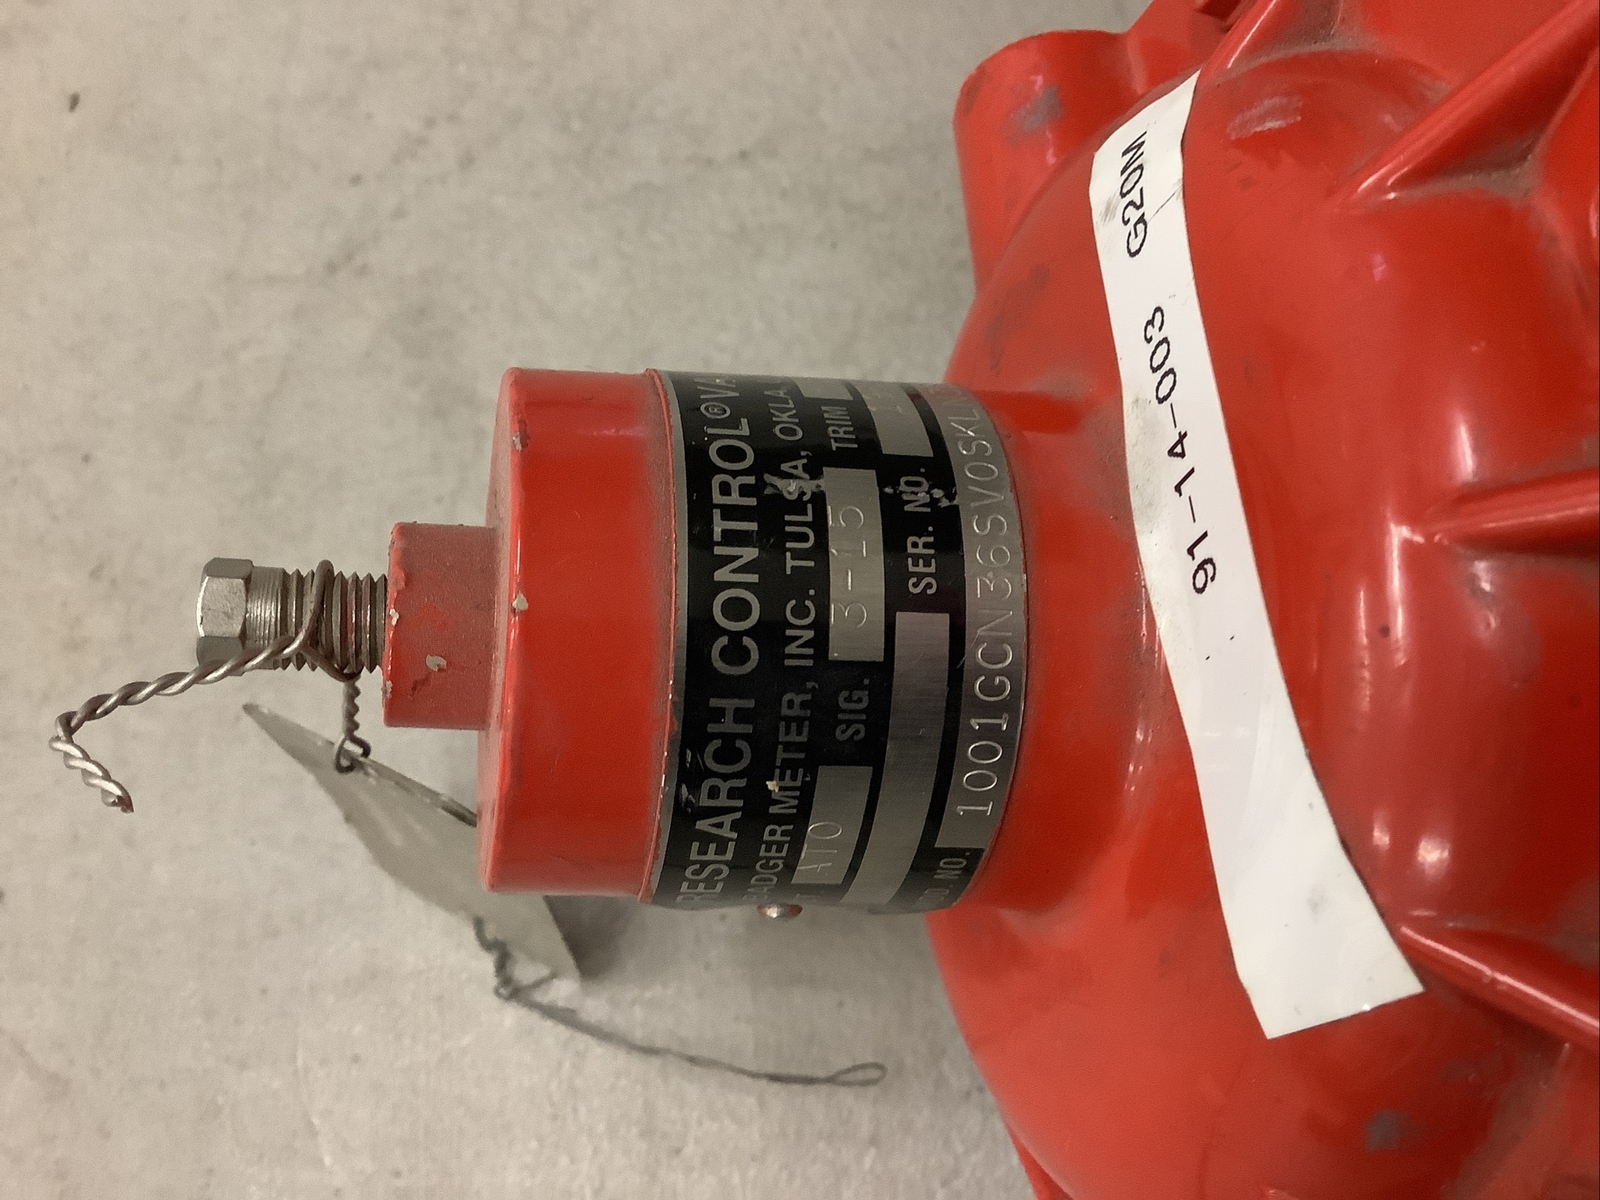 RESEARCH CONTROL® VA
BADGER METER, INC. TULSA, OKLA.
ATO SIG. 3-15 TRIM
SER. NO.
NO. 1001GCN36SV0SKL
91-14-003 G20M